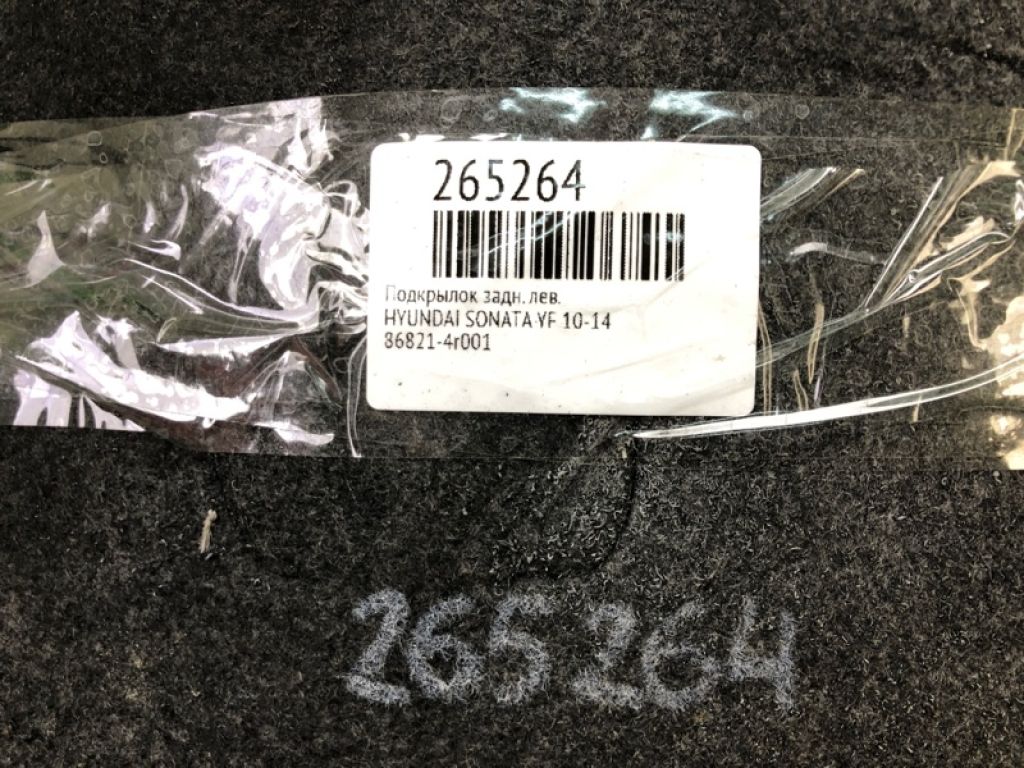 265264
Подкрылок задн. лев.
HYUNDAI SONATA YF 10-14
86821-4r001
265264